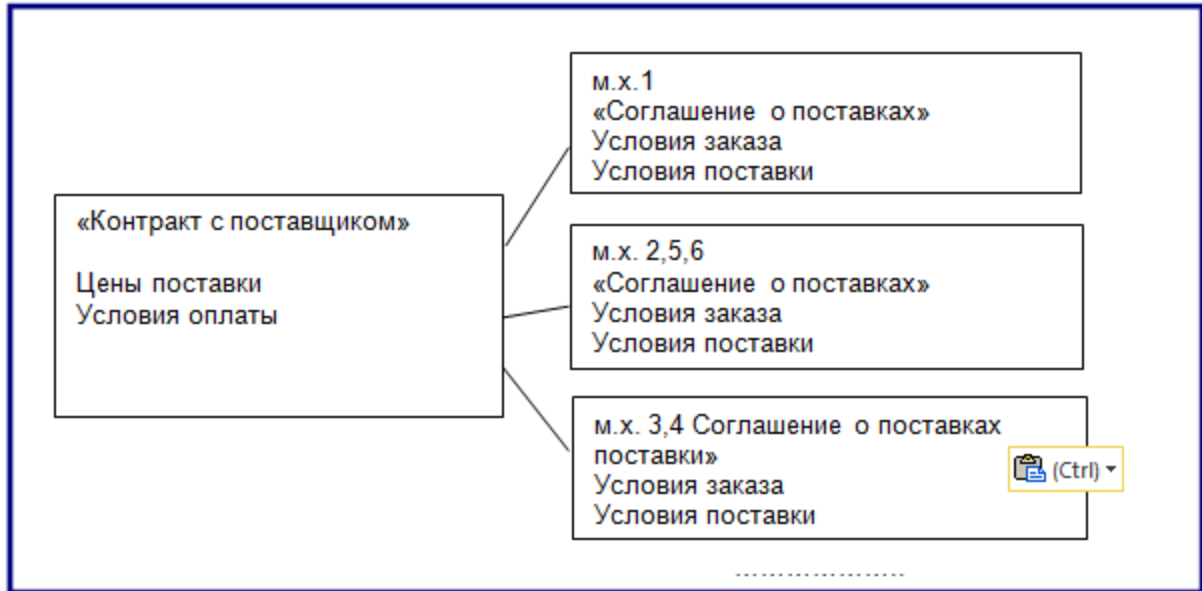 «Контракт с поставщиком»
Цены поставки
Условия оплаты
м.х.1
«Соглашение о поставках»
Условия заказа
Условия поставки
м.х. 2,5,6
«Соглашение о поставках»
Условия заказа
Условия поставки
м.х. 3,4 Соглашение о поставках
поставки»
Условия заказа
Условия поставки
(Ctrl)
………………..